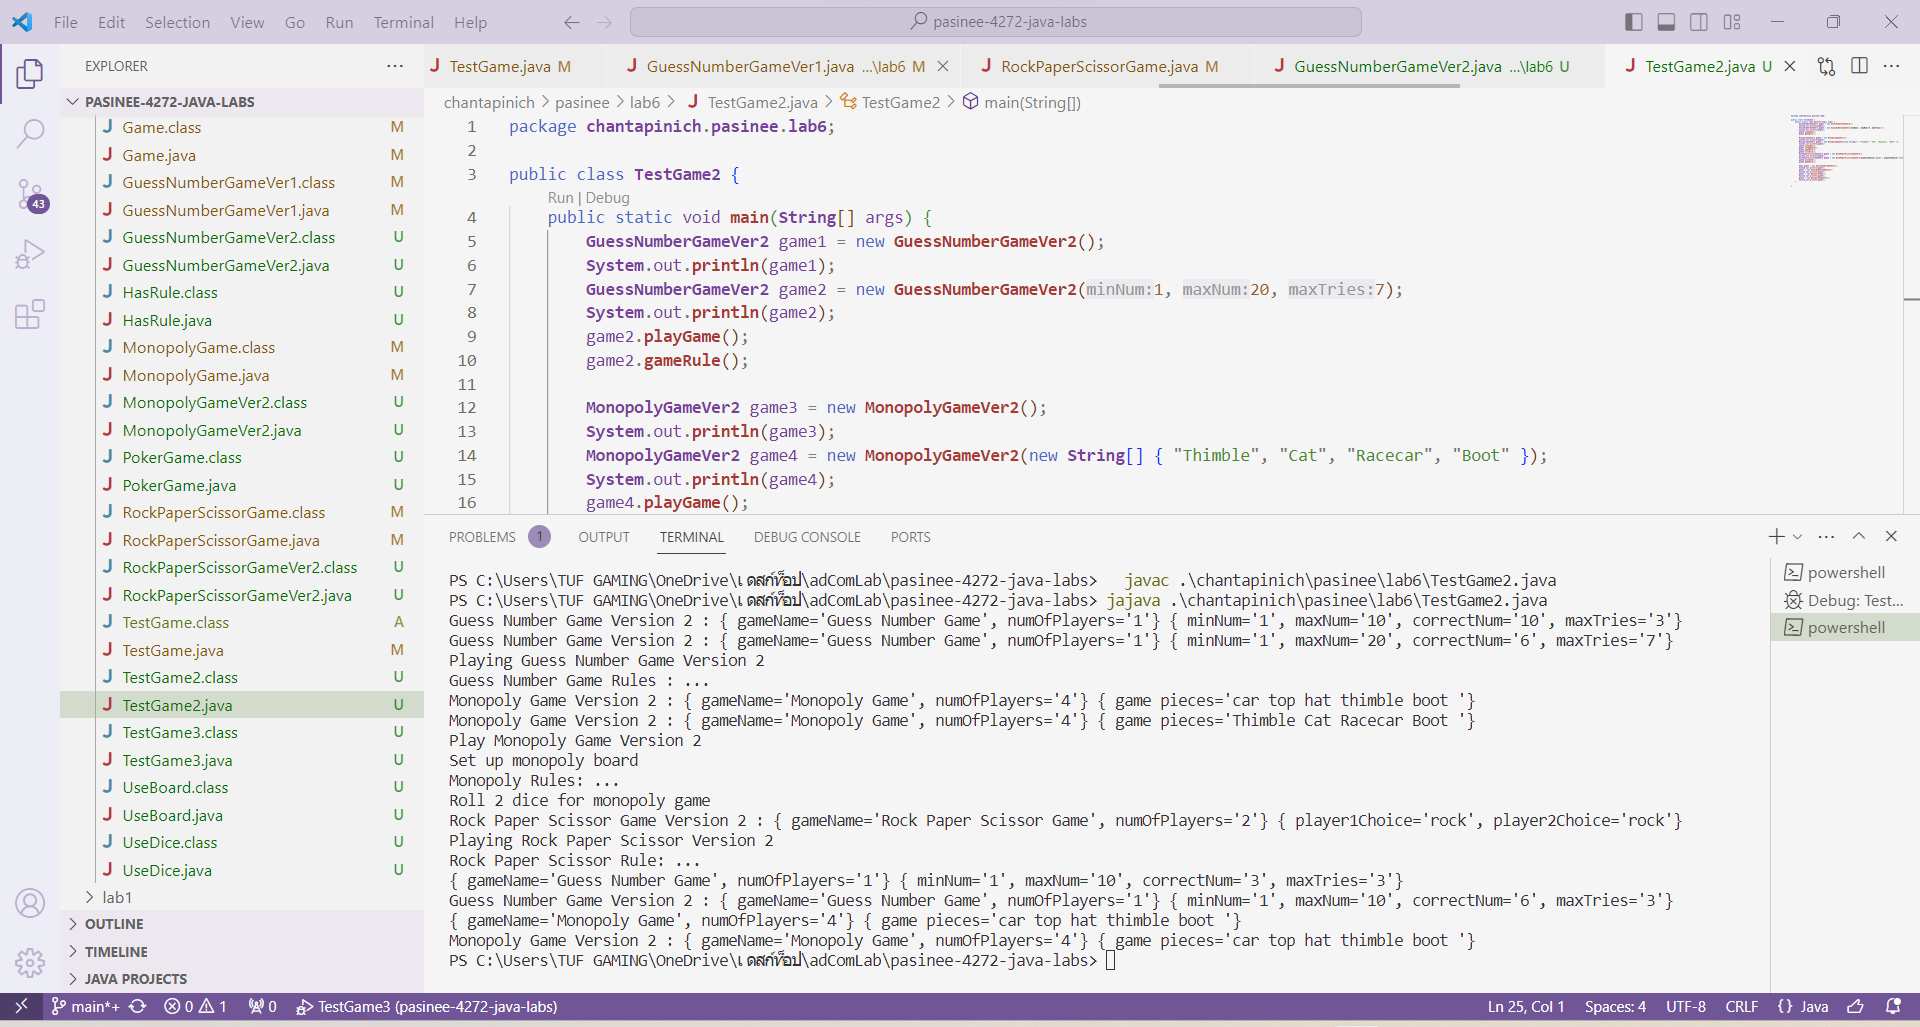 File Edit Selection View Go Run Terminal Help
pasinee-4272-java-labs
EXPLORER
PASINEE-4272-JAVA-LABS
Game.class M
Game.java M
GuessNumberGameVer1.class M
GuessNumberGameVer1.java M
GuessNumberGameVer2.class U
GuessNumberGameVer2.java U
HasRule.class U
HasRule.java U
MonopolyGame.class M
MonopolyGame.java M
MonopolyGameVer2.class U
MonopolyGameVer2.java U
PokerGame.class U
PokerGame.java U
RockPaperScissorGame.class M
RockPaperScissorGame.java M
RockPaperScissorGameVer2.class U
RockPaperScissorGameVer2.java U
TestGame.class A
TestGame.java M
TestGame2.class U
TestGame2.java U
TestGame3.class U
TestGame3.java U
UseBoard.class U
UseBoard.java U
UseDice.class U
UseDice.java U
lab1
OUTLINE
TIMELINE
JAVA PROJECTS
43
TestGame.java M GuessNumberGameVer1.java ...\lab6 M RockPaperScissorGame.java M GuessNumberGameVer2.java ...\lab6 U TestGame2.java U
chantapinich > pasinee > lab6 > TestGame2.java > TestGame2 > main(String[])
1 package chantapinich.pasinee.lab6;
2
3 public class TestGame2 {
Run | Debug
4 public static void main(String[] args) {
5 GuessNumberGameVer2 game1 = new GuessNumberGameVer2();
6 System.out.println(game1);
7 GuessNumberGameVer2 game2 = new GuessNumberGameVer2(minNum:1, maxNum:20, maxTries:7);
8 System.out.println(game2);
9 game2.playGame();
10 game2.gameRule();
11
12 MonopolyGameVer2 game3 = new MonopolyGameVer2();
13 System.out.println(game3);
14 MonopolyGameVer2 game4 = new MonopolyGameVer2(new String[] { "Thimble", "Cat", "Racecar", "Boot" });
15 System.out.println(game4);
16 game4.playGame();
PROBLEMS 1 OUTPUT TERMINAL DEBUG CONSOLE PORTS
PS C:\Users\TUF GAMING\OneDrive\เดสก์ท็อป\adComLab\pasinee-4272-java-labs> javac .\chantapinich\pasinee\lab6\TestGame2.java
PS C:\Users\TUF GAMING\OneDrive\เดสก์ท็อป\adComLab\pasinee-4272-java-labs> jajava .\chantapinich\pasinee\lab6\TestGame2.java
Guess Number Game Version 2 : { gameName='Guess Number Game', numOfPlayers='1'} { minNum='1', maxNum='10', correctNum='10', maxTries='3'}
Guess Number Game Version 2 : { gameName='Guess Number Game', numOfPlayers='1'} { minNum='1', maxNum='20', correctNum='6', maxTries='7'}
Playing Guess Number Game Version 2
Guess Number Game Rules : ...
Monopoly Game Version 2 : { gameName='Monopoly Game', numOfPlayers='4'} { game pieces='car top hat thimble boot '}
Monopoly Game Version 2 : { gameName='Monopoly Game', numOfPlayers='4'} { game pieces='Thimble Cat Racecar Boot '}
Play Monopoly Game Version 2
Set up monopoly board
Monopoly Rules: ...
Roll 2 dice for monopoly game
Rock Paper Scissor Game Version 2 : { gameName='Rock Paper Scissor Game', numOfPlayers='2'} { player1Choice='rock', player2Choice='rock'}
Playing Rock Paper Scissor Version 2
Rock Paper Scissor Rule: ...
{ gameName='Guess Number Game', numOfPlayers='1'} { minNum='1', maxNum='10', correctNum='3', maxTries='3'}
Guess Number Game Version 2 : { gameName='Guess Number Game', numOfPlayers='1'} { minNum='1', maxNum='10', correctNum='6', maxTries='3'}
{ gameName='Monopoly Game', numOfPlayers='4'} { game pieces='car top hat thimble boot '}
Monopoly Game Version 2 : { gameName='Monopoly Game', numOfPlayers='4'} { game pieces='car top hat thimble boot '}
PS C:\Users\TUF GAMING\OneDrive\เดสก์ท็อป\adComLab\pasinee-4272-java-labs>
powershell
Debug: Test...
powershell
main*+ 0 1 0 TestGame3 (pasinee-4272-java-labs) Ln 25, Col 1 Spaces: 4 UTF-8 CRLF {} Java